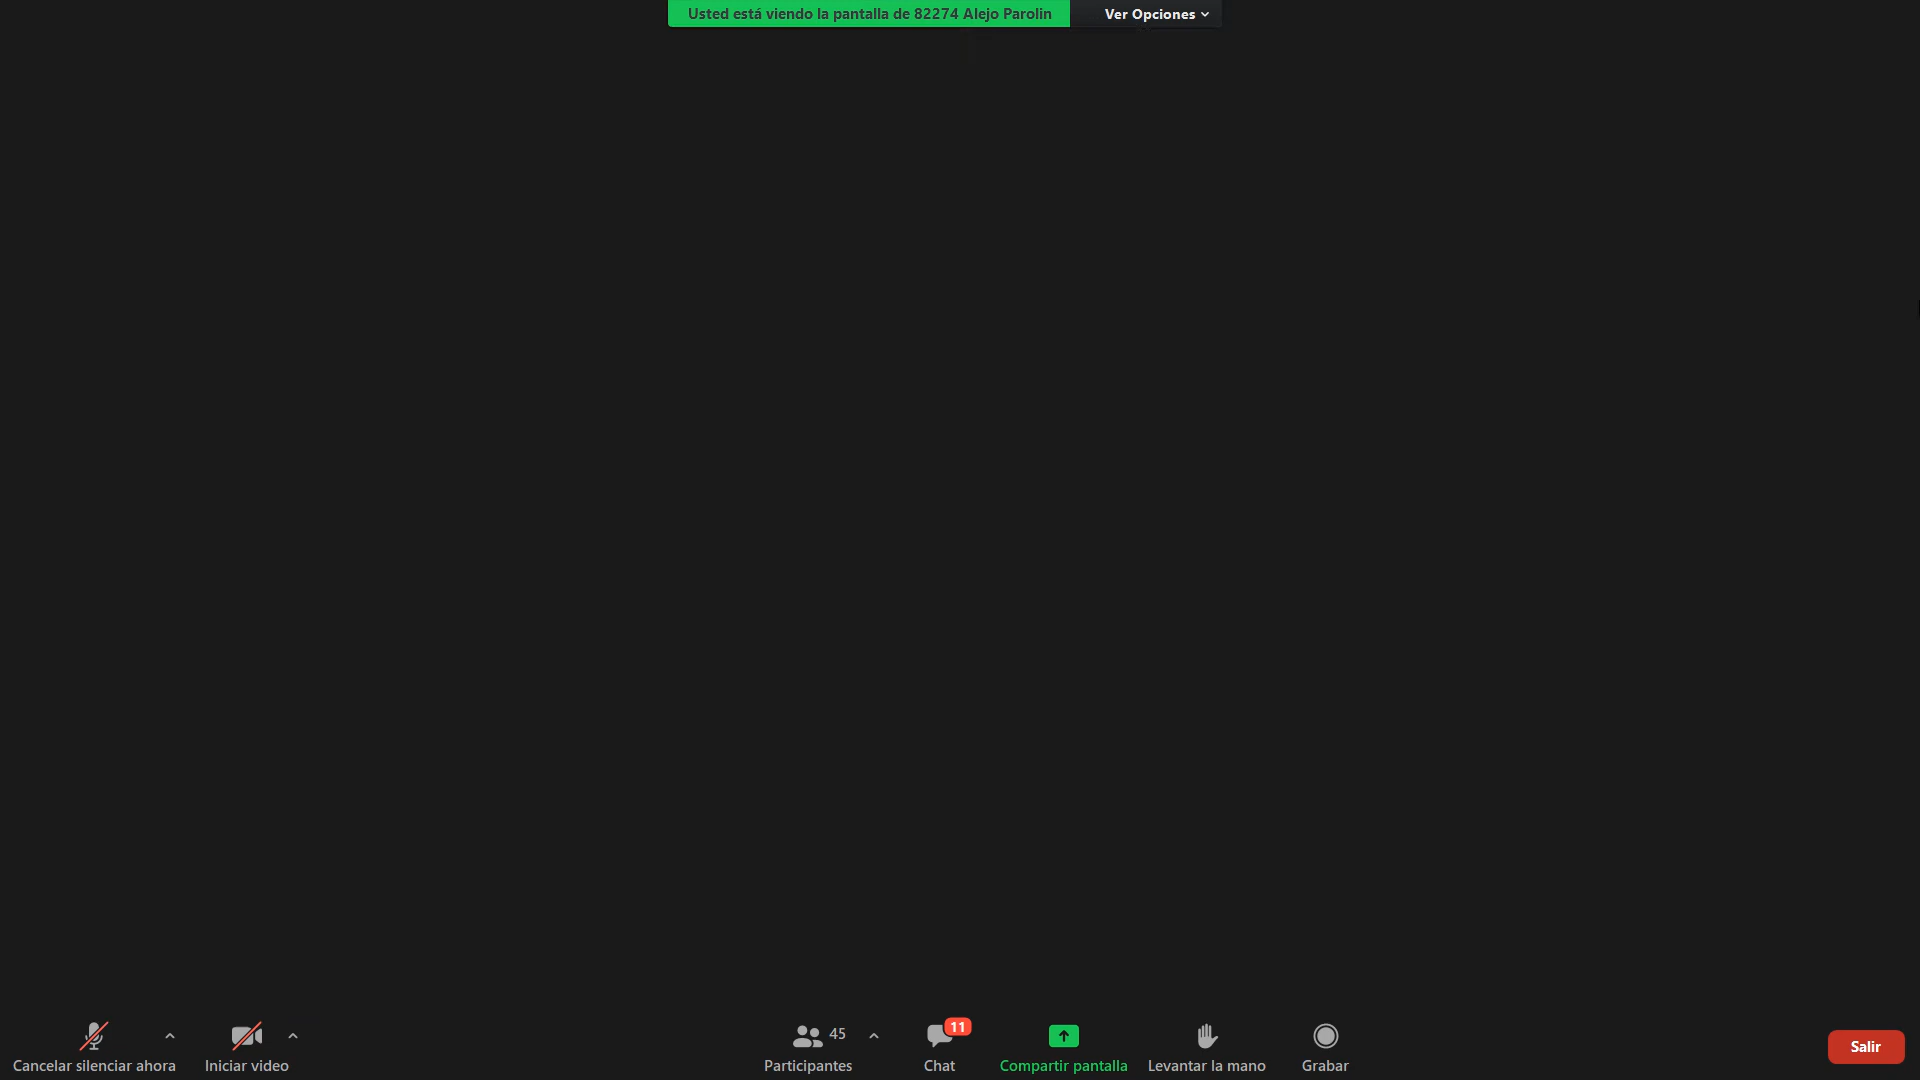 Usted está viendo la pantalla de 82274 Alejo Parolin
Ver Opciones
45
11
Cancelar silenciar ahora
Iniciar video
Participantes
Chat
Compartir pantalla
Levantar la mano
Grabar
Salir